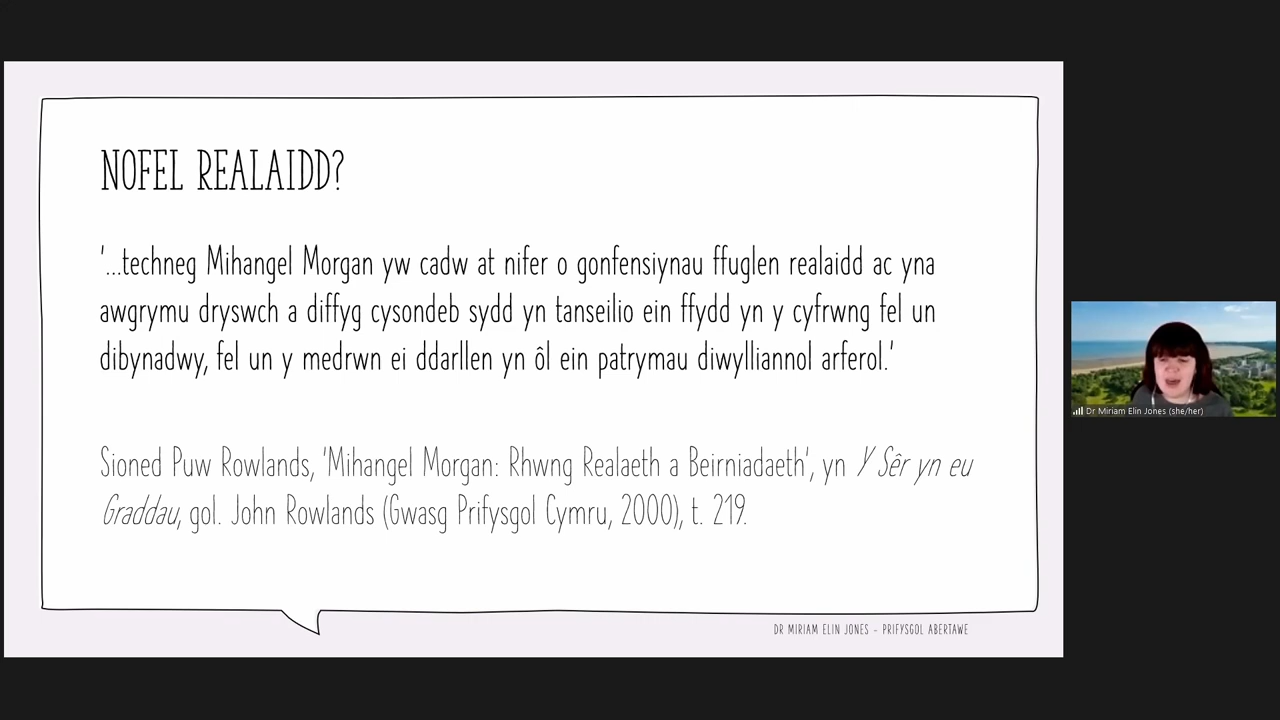 NOFEL REALAIDD?
'...techneg Mihangel Morgan yw cadw at nifer o gonfensiynau ffuglen realaidd ac yna
awgrymu dryswch a diffyg cysondeb sydd yn tanseilio ein ffydd yn y cyfrwng fel un
dibynadwy, fel un y medrwn ei ddarllen yn ôl ein patrymau diwylliannol arferol.'
Sioned Puw Rowlands, 'Mihangel Morgan: Rhwng Realaeth a Beirniadaeth', yn Y Sêr yn eu
Graddau, gol. John Rowlands (Gwasg Prifysgol Cymru, 2000), t. 219.
DR MIRIAM ELIN JONES - PRIFYSGOL ABERTAWE
Dr Miriam Elin Jones (she/her)